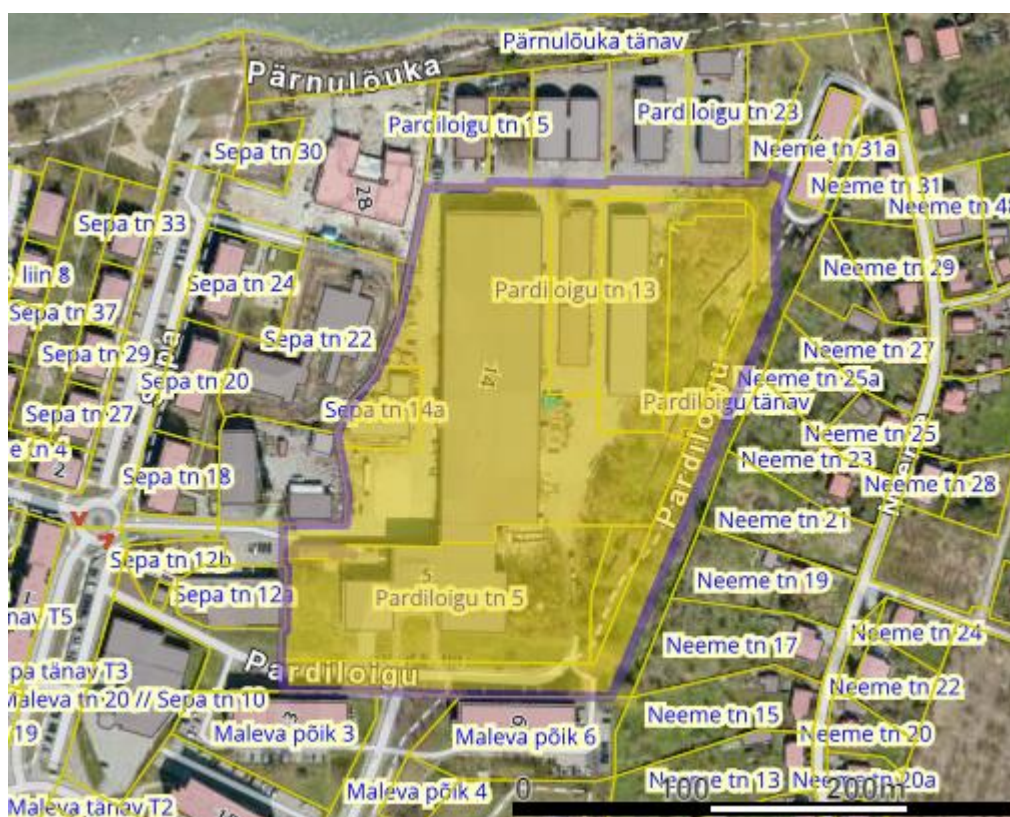 Pärnulõuka tänav
Pärnulõuka
Pardiloigu tn 15
Pardiloigu tn 23
Sepa tn 30
Neeme tn 31a
28
Neeme tn 31
Neeme tn 48
Sepa tn 33
liin 8
Sepa tn 24
Neeme tn 29
Pardiloigu tn 13
Sepa tn 37
Sepa tn 22
Sepa tn 29
Neeme tn 27
Sepa tn 20
14
Neeme tn 25a
Pardiloigu tänav
Sepa tn 27
Sepa tn 14a
Neeme tn 25
e tn 4
2
Neeme tn 23
Sepa tn 18
Neeme tn 28
Pardiloigu
Neeme tn 21
Sepa tn 12b
5
Neeme tn 19
Sepa tn 12a
Pardiloigu tn 5
nav T5
Neeme tn 24
Neeme tn 17
Pardiloigu
pa tänav T3
Neeme tn 22
Maleva tn 20 // Sepa tn 10
3
6
Neeme tn 15
19
Maleva põik 3
Maleva põik 6
Neeme tn 20
Neeme tn 13
Neeme tn 20a
Maleva põik 4
Maleva tänav T2
0
100
200m